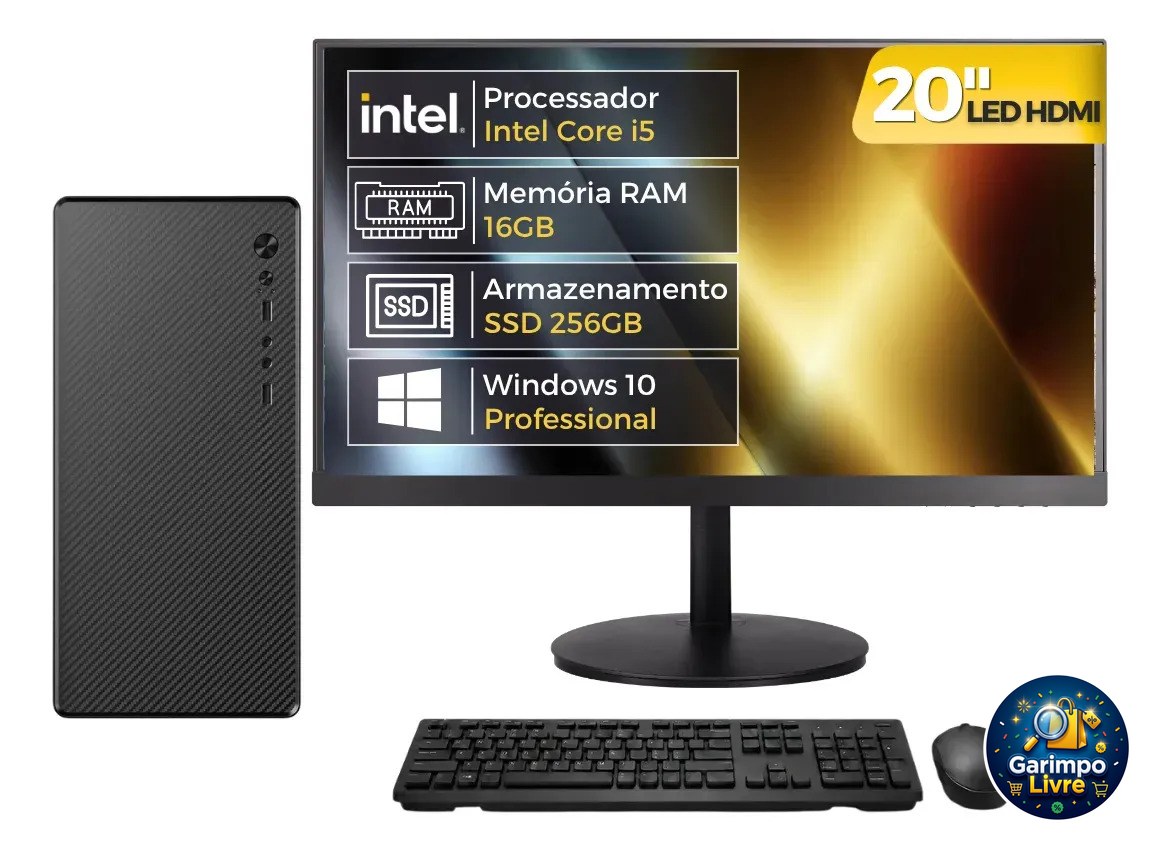 20"
LED HDMI
intel.
Processador
Intel Core i5
RAM
Memória RAM
16GB
SSD
Armazenamento
SSD 256GB
Windows 10
Professional
Garimpo
Livre